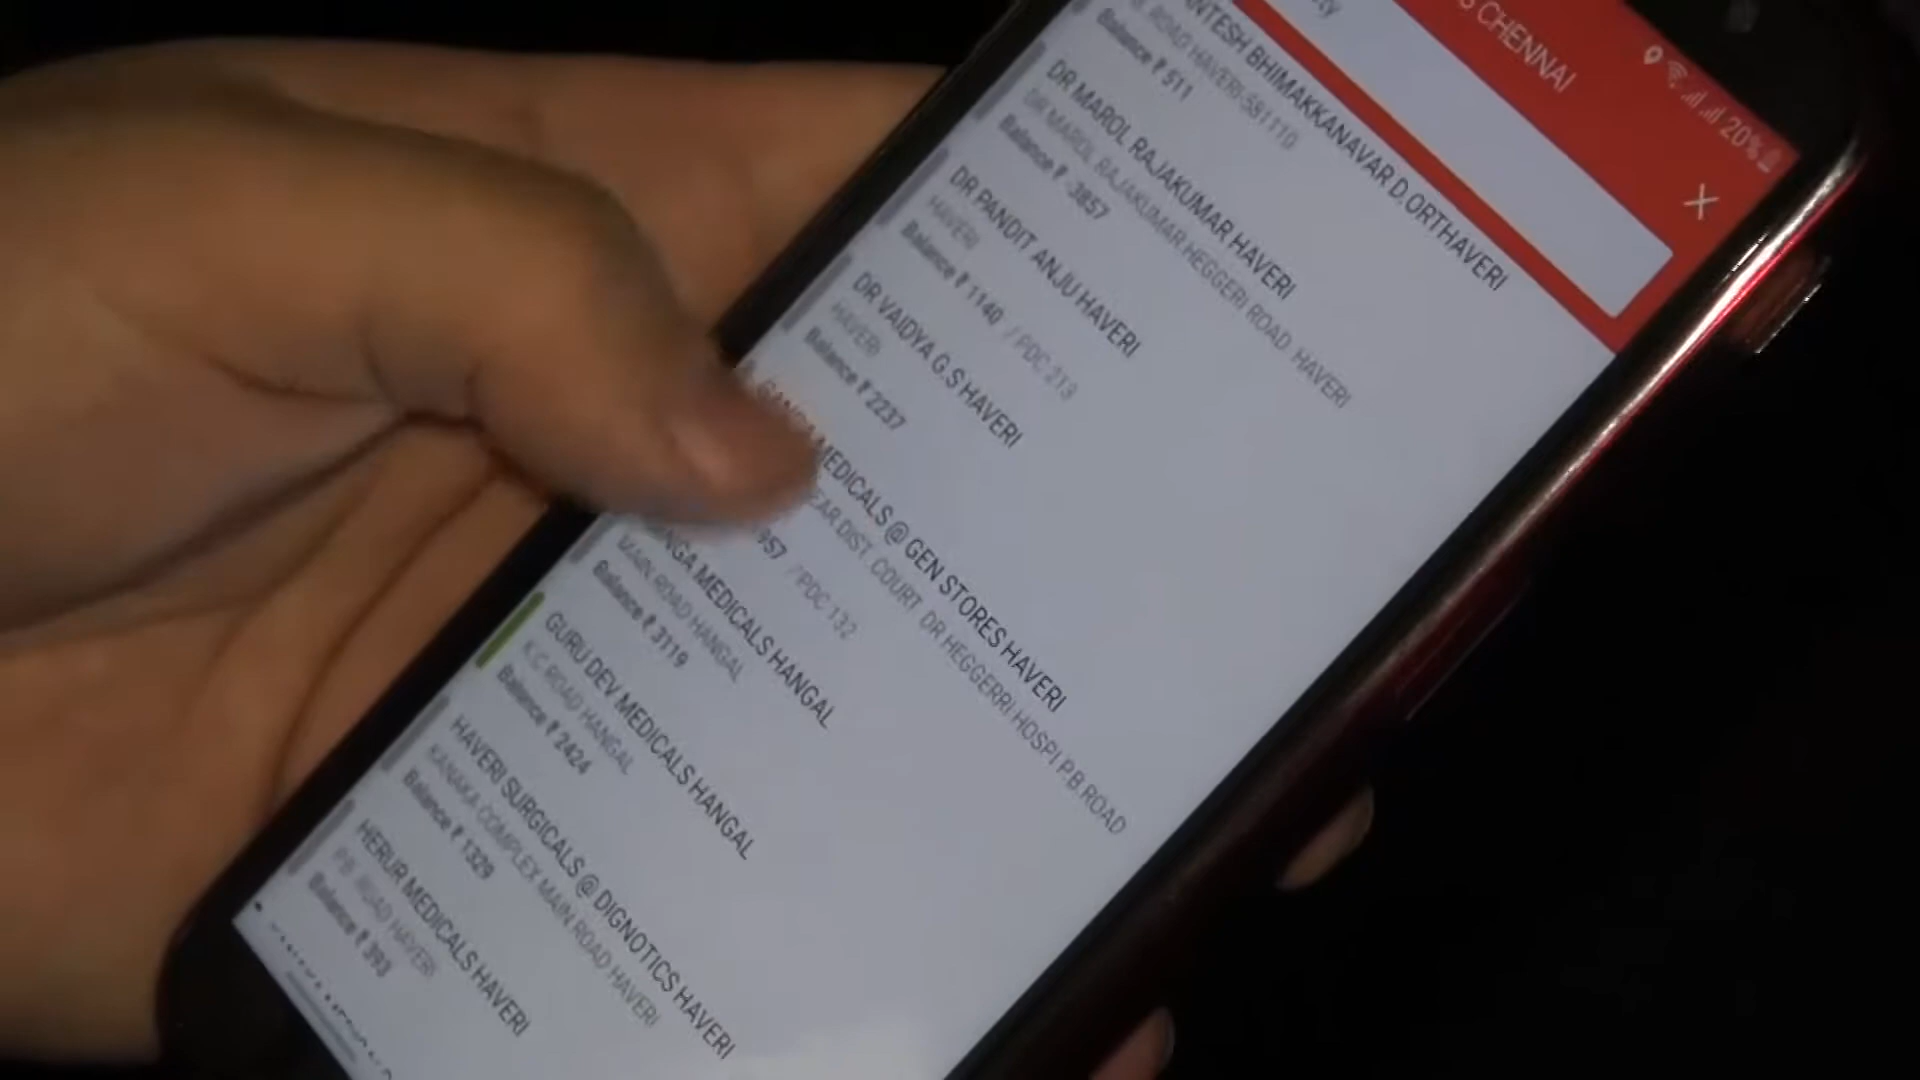 CHENNAI
20%
BHIMAKKANAVAR D.ORTHAVERI
ROAD HAVERI-581110
Balance ₹ 511
DR MAROL RAJAKUMAR HAVERI
DR MAROL RAJAKUMAR HEGGERI ROAD HAVERI
Balance ₹ -3857
DR PANDIT ANJU HAVERI
HAVERI
Balance ₹ 1140 / PDC 213
DR VAIDYA G.S HAVERI
HAVERI
Balance ₹ 2237
MEDICALS @ GEN STORES HAVERI
DIST. COURT DR HEGGERRI HOSPI P.B.ROAD
957 / PDC 132
MEDICALS HANGAL
MAIN ROAD HANGAL
Balance ₹ 3119
GURU DEV MEDICALS HANGAL
K.C ROAD HANGAL
Balance ₹ 2424
HAVERI SURGICALS @ DIGNOTICS HAVERI
KANAKA COMPLEX MAIN ROAD HAVERI
Balance ₹ 1329
HERUR MEDICALS HAVERI
P.B. ROAD HAVERI
Balance ₹ 393